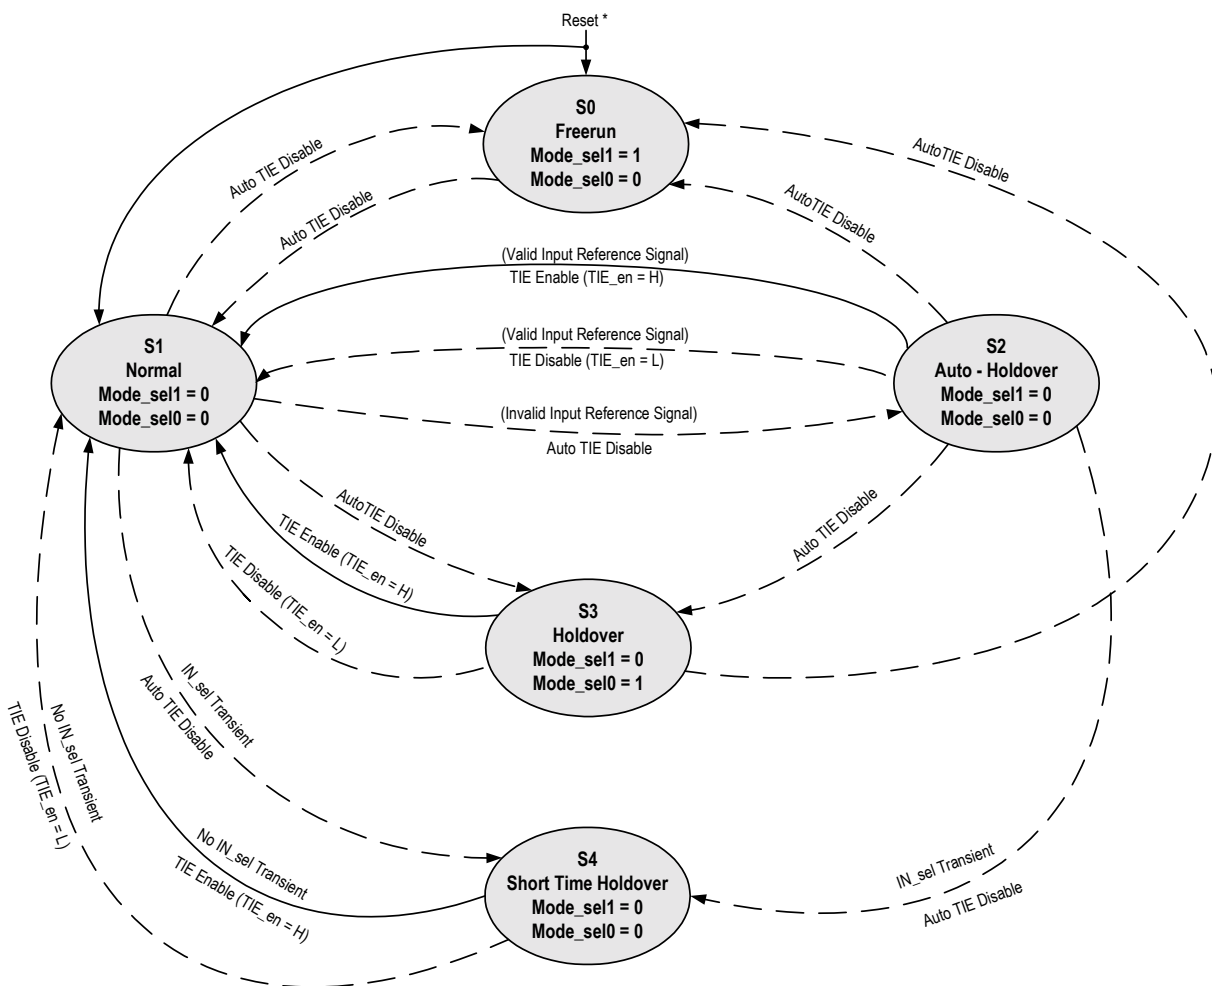 Reset *
S0
Freerun
Mode_sel1 = 1
Mode_sel0 = 0
Auto TIE Disable
Auto TIE Disable
AutoTIE Disable
AutoTIE Disable
(Valid Input Reference Signal)
TIE Enable (TIE_en = H)
S1
Normal
Mode_sel1 = 0
Mode_sel0 = 0
(Valid Input Reference Signal)
TIE Disable (TIE_en = L)
S2
Auto - Holdover
Mode_sel1 = 0
Mode_sel0 = 0
(Invalid Input Reference Signal)
Auto TIE Disable
AutoTIE Disable
TIE Enable (TIE_en = H)
TIE Disable (TIE_en = L)
Auto TIE Disable
S3
Holdover
Mode_sel1 = 0
Mode_sel0 = 1
No IN_sel Transient
TIE Disable (TIE_en = L)
IN_sel Transient
Auto TIE Disable
No IN_sel Transient
TIE Enable (TIE_en = H)
S4
Short Time Holdover
Mode_sel1 = 0
Mode_sel0 = 0
IN_sel Transient
Auto TIE Disable